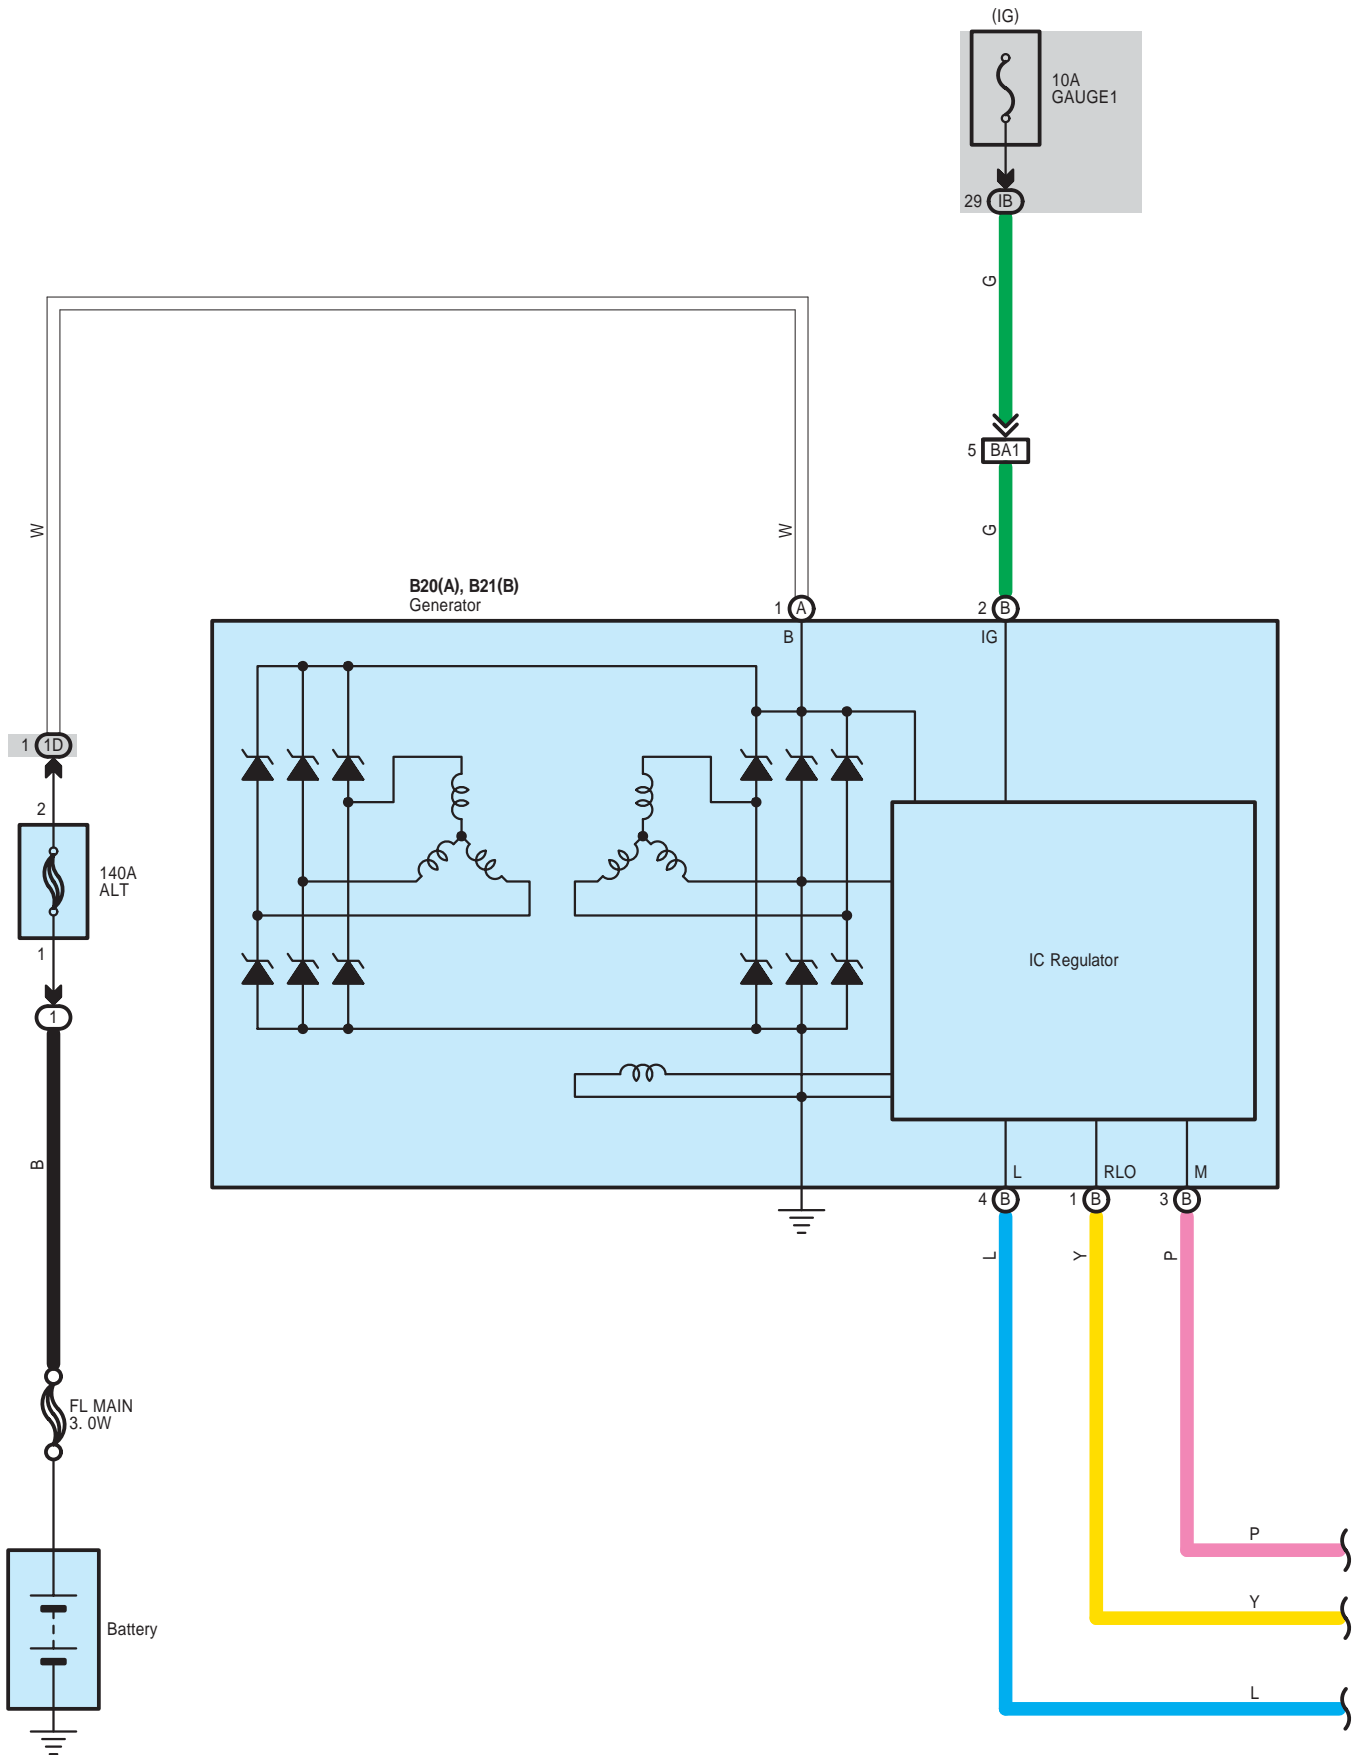 (IG)
10A
GAUGE1
29 IB
G
5 BA1
W
W
G
B20(A), B21(B)
Generator
1 A
2 B
B
IG
1 1D
2
140A
ALT
1
IC Regulator
1
B
L
RLO
M
4 B
1 B
3 B
L
Y
P
FL MAIN
3. 0W
P
Y
Battery
L